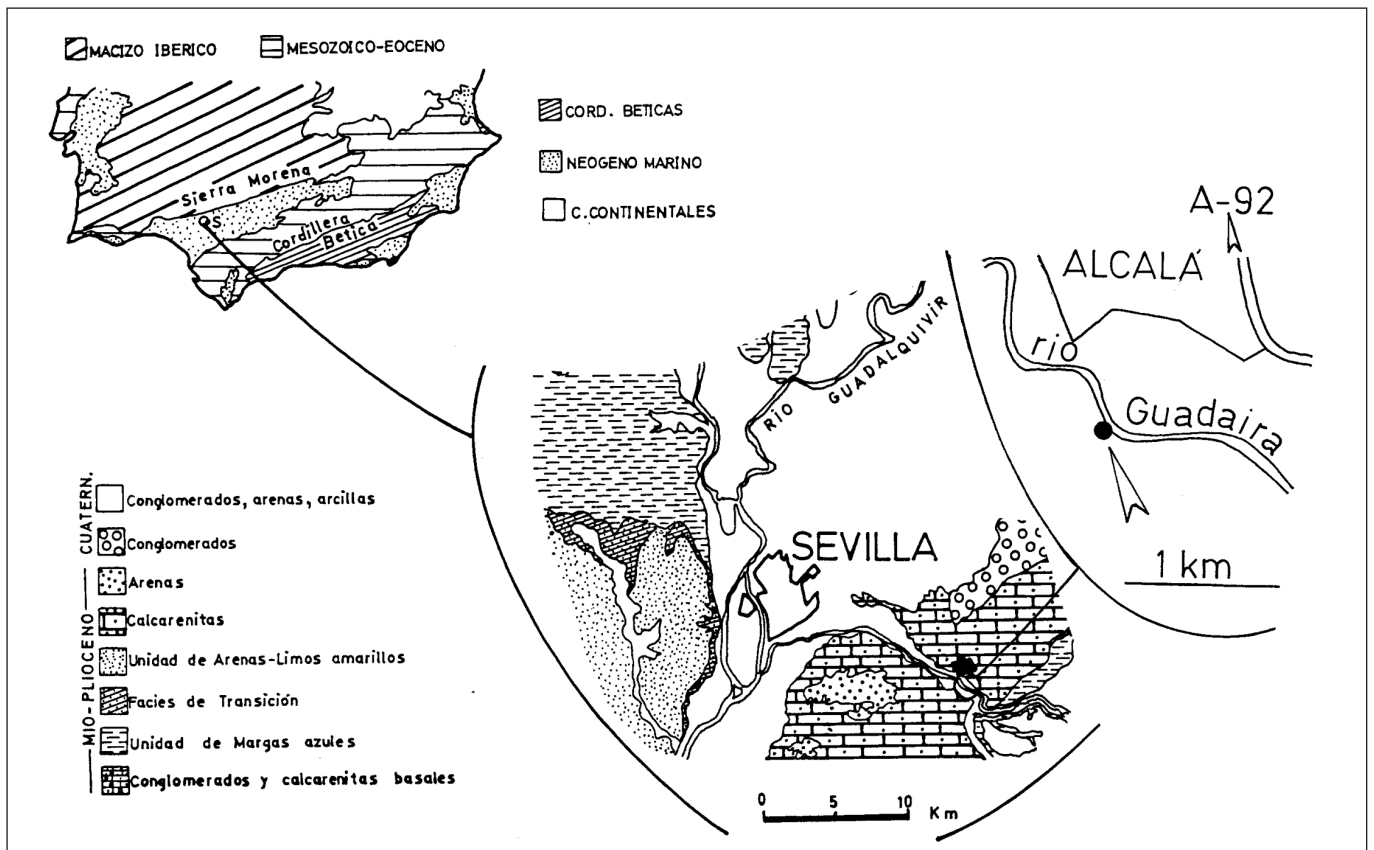 MACIZO IBERICO
MESOZOICO-EOCENO
CORD. BETICAS
NEOGENO MARINO
C.CONTINENTALES
Sierra Morena
S.
Cordillera
Betica
A-92
ALCALÁ
rio
Guadaira
1 km
RIO GUADALQUIVIR
SEVILLA
CUATERN.
MIO-PLIOCENO
Conglomerados, arenas, arcillas
Conglomerados
Arenas
Calcarenitas
Unidad de Arenas-Limos amarillos
Facies de Transición
Unidad de Margas azules
Conglomerados y calcarenitas basales
0 5 10 Km